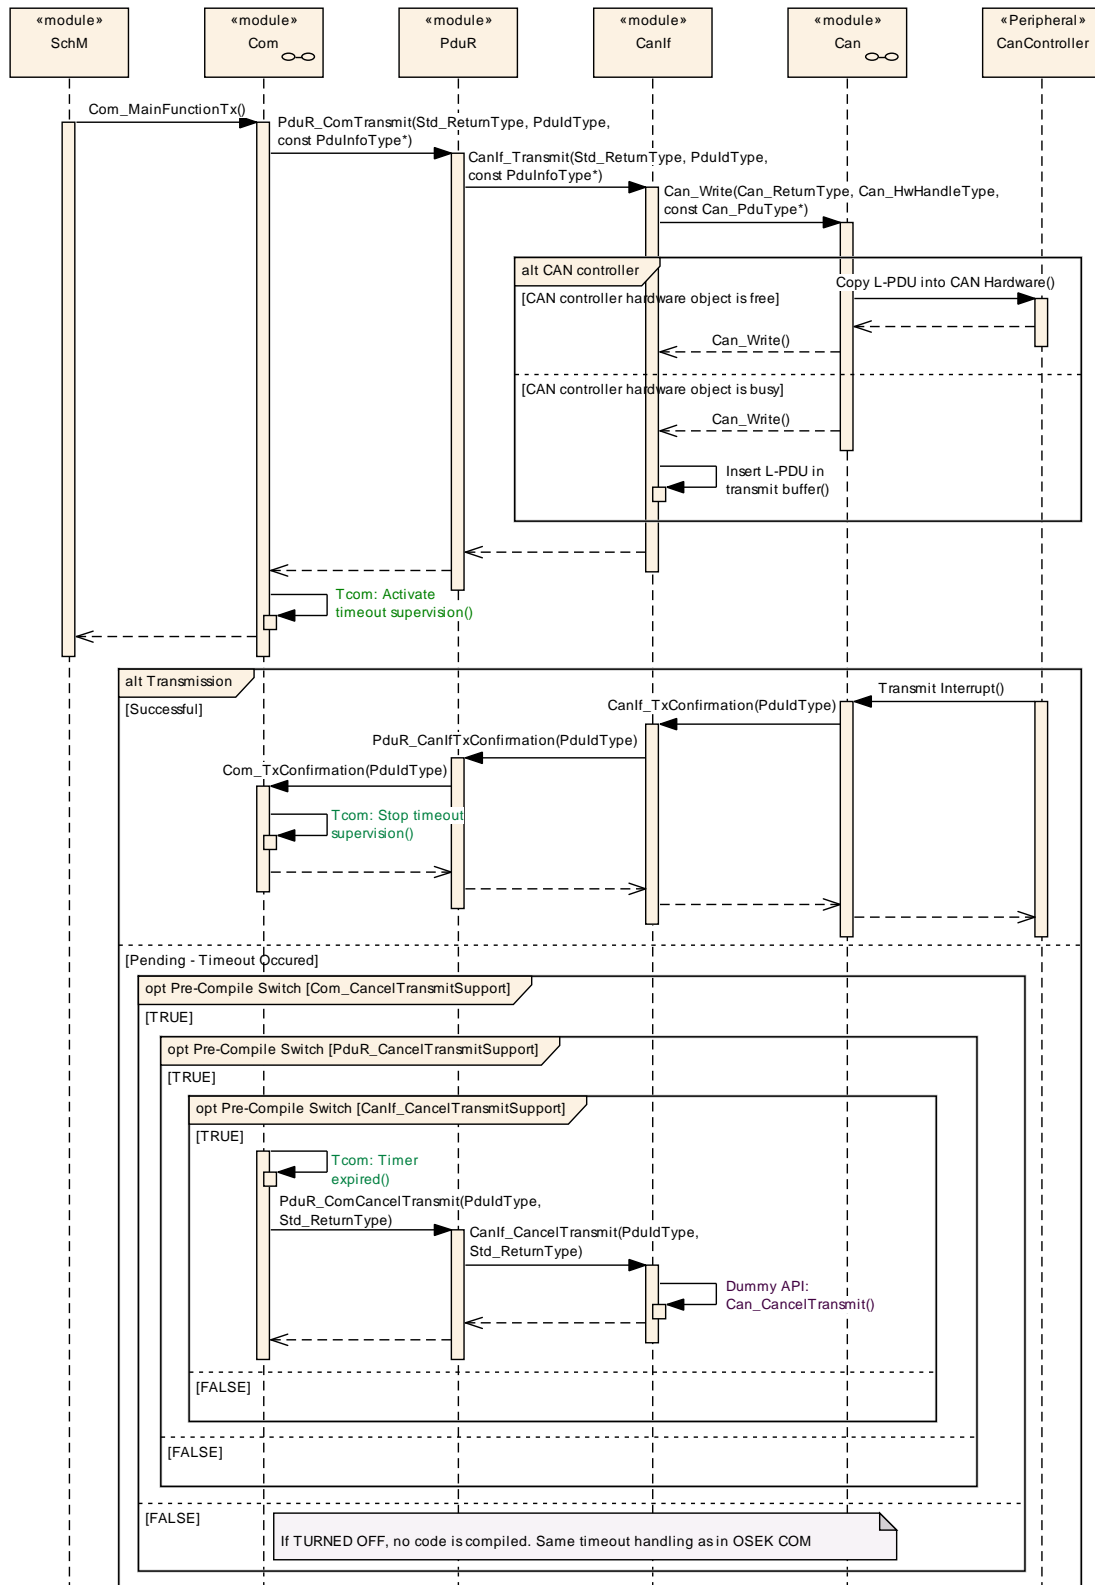 «module»
SchM
«module»
Com
«module»
PduR
«module»
CanIf
«module»
Can
«Peripheral»
CanController
Com_MainFunctionTx()
PduR_ComTransmit(Std_ReturnType, PduIdType,
const PduInfoType*)
CanIf_Transmit(Std_ReturnType, PduIdType,
const PduInfoType*)
Can_Write(Can_ReturnType, Can_HwHandleType,
const Can_PduType*)
alt CAN controller
Copy L-PDU into CAN Hardware()
[CAN controller hardware object is free]
Can_Write()
[CAN controller hardware object is busy]
Can_Write()
Insert L-PDU in
transmit buffer()
Tcom: Activate
timeout supervision()
alt Transmission
[Successful]
Transmit Interrupt()
CanIf_TxConfirmation(PduIdType)
PduR_CanIfTxConfirmation(PduIdType)
Com_TxConfirmation(PduIdType)
Tcom: Stop timeout
supervision()
[Pending - Timeout Occured]
opt Pre-Compile Switch [Com_CancelTransmitSupport]
[TRUE]
opt Pre-Compile Switch [PduR_CancelTransmitSupport]
[TRUE]
opt Pre-Compile Switch [CanIf_CancelTransmitSupport]
[TRUE]
Tcom: Timer
expired()
PduR_ComCancelTransmit(PduIdType,
Std_ReturnType)
CanIf_CancelTransmit(PduIdType,
Std_ReturnType)
Dummy API:
Can_CancelTransmit()
[FALSE]
[FALSE]
[FALSE]
If TURNED OFF, no code is compiled. Same timeout handling as in OSEK COM